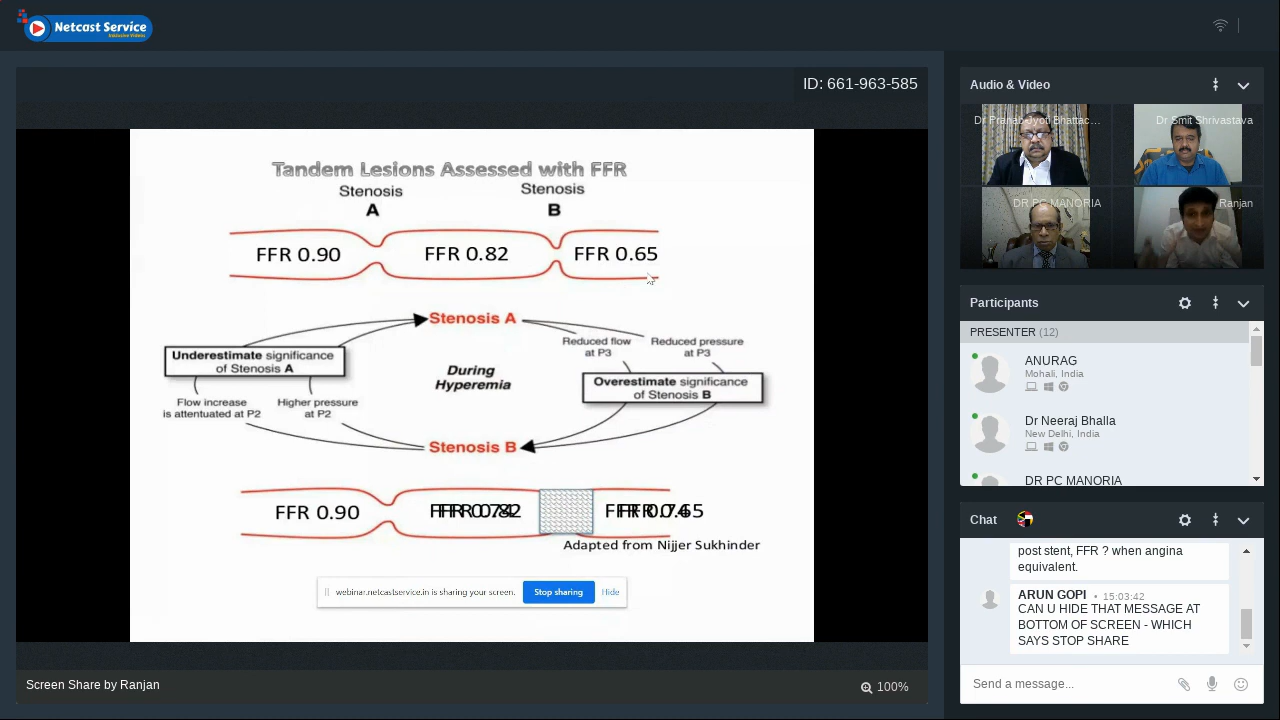 Netcast Service
ID: 661-963-585
Tandem Lesions Assessed with FFR
Stenosis
A
Stenosis
B
FFR 0.90
FFR 0.82
FFR 0.65
Stenosis A
Underestimate significance
of Stenosis A
During
Hyperemia
Reduced flow
at P3
Reduced pressure
at P3
Overestimate significance
of Stenosis B
Flow increase
is attentuated at P2
Higher pressure
at P2
Stenosis B
FFR 0.90
Adapted from Nijjer Sukhinder
webinar.netcastservice.in is sharing your screen.
Stop sharing
Hide
Screen Share by Ranjan
100%
Audio & Video
Dr Pranab Jyoti Bhattac...
Dr Smit Shrivastava
DR PC MANORIA
Ranjan
Participants
PRESENTER (12)
ANURAG
Mohali, India
Dr Neeraj Bhalla
New Delhi, India
DR PC MANORIA
Chat
post stent, FFR ? when angina
equivalent.
ARUN GOPI • 15:03:42
CAN U HIDE THAT MESSAGE AT
BOTTOM OF SCREEN - WHICH
SAYS STOP SHARE
Send a message...